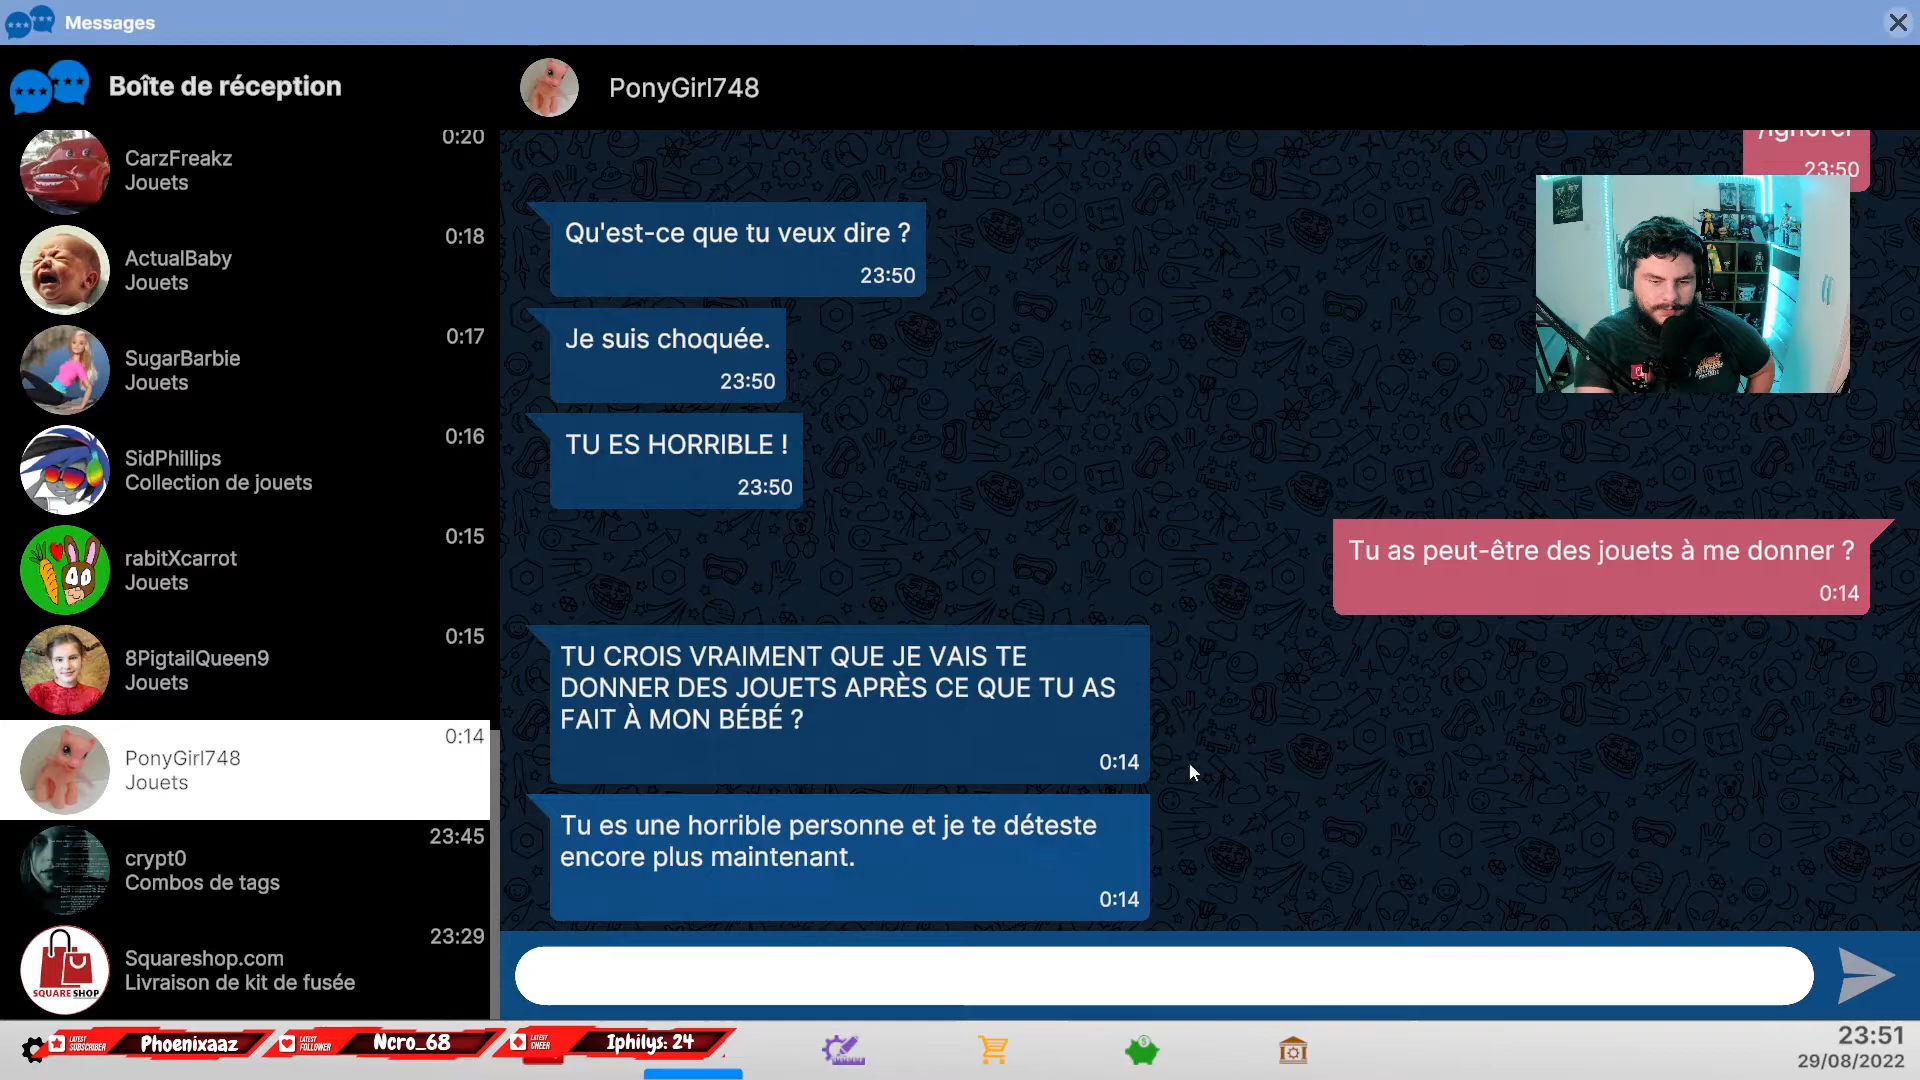 Messages
Boîte de réception
PonyGirl748
0:20
CarzFreakz
Jouets
0:18
ActualBaby
Jouets
0:17
SugarBarbie
Jouets
0:16
SidPhillips
Collection de jouets
0:15
rabitXcarrot
Jouets
0:15
8PigtailQueen9
Jouets
0:14
PonyGirl748
Jouets
23:45
crypt0
Combos de tags
23:29
Squareshop.com
Livraison de kit de fusée
SQUARE SHOP
/ignorer
23:50
Qu'est-ce que tu veux dire ?
23:50
Je suis choquée.
23:50
TU ES HORRIBLE !
23:50
Tu as peut-être des jouets à me donner ?
0:14
TU CROIS VRAIMENT QUE JE VAIS TE
DONNER DES JOUETS APRÈS CE QUE TU AS
FAIT À MON BÉBÉ ?
0:14
Tu es une horrible personne et je te déteste
encore plus maintenant.
0:14
LATEST
SUBSCRIBER
Phoenixaaz
LATEST
FOLLOWER
Ncro_68
LATEST
CHEER
Iphilys: 24
23:51
29/08/2022